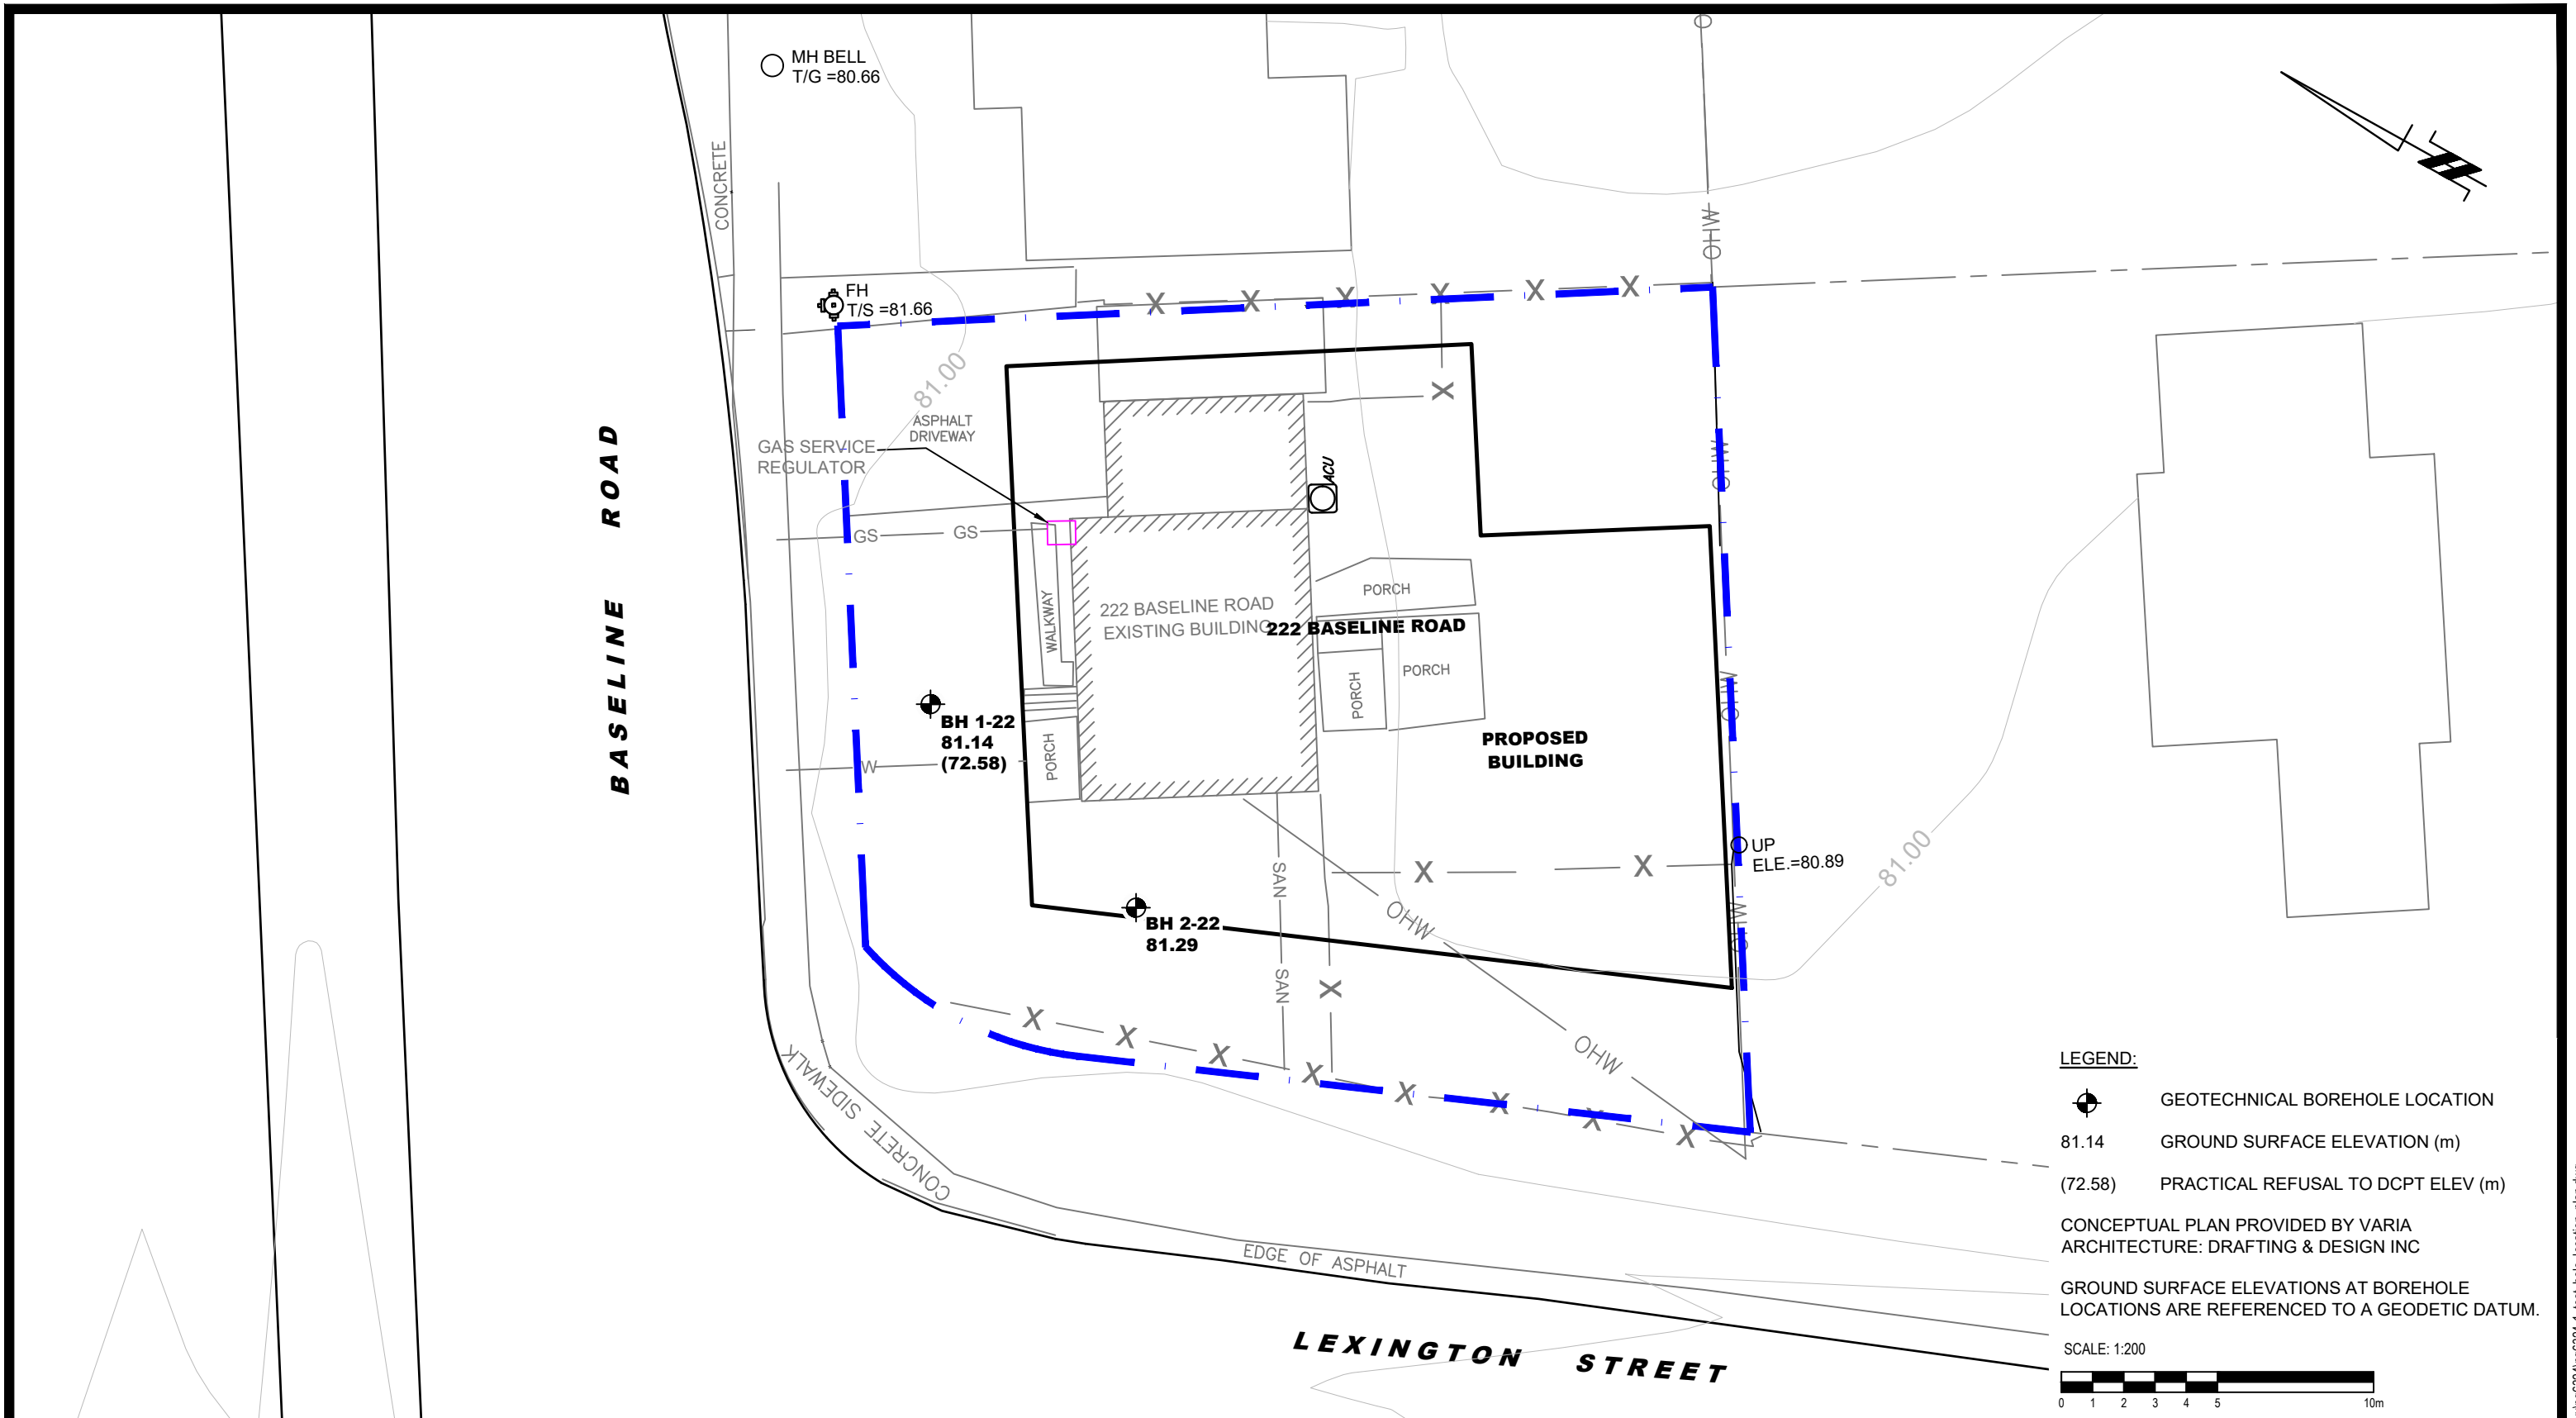 MH BELL
T/G =80.66
CONCRETE
O
OHW
FH
T/S =81.66
X X X X X X
81.00
ASPHALT
DRIVEWAY
GAS SERVICE
REGULATOR
X
ACU
OHW
GS GS
PORCH
WALKWAY
222 BASELINE ROAD
EXISTING BUILDING
222 BASELINE ROAD
PORCH
PORCH
OHW
BASELINE ROAD
BH 1-22
81.14
(72.58)
W
PORCH
PROPOSED
BUILDING
UP
ELE.=80.89
81.00
X X
SAN
OHW
OHW
BH 2-22
81.29
SAN
X
X X X X X X X X
OHW
CONCRETE SIDEWALK
EDGE OF ASPHALT
LEXINGTON STREET
LEGEND:
GEOTECHNICAL BOREHOLE LOCATION
81.14 GROUND SURFACE ELEVATION (m)
(72.58) PRACTICAL REFUSAL TO DCPT ELEV (m)
CONCEPTUAL PLAN PROVIDED BY VARIA
ARCHITECTURE: DRAFTING & DESIGN INC
GROUND SURFACE ELEVATIONS AT BOREHOLE
LOCATIONS ARE REFERENCED TO A GEODETIC DATUM.
SCALE: 1:200
0 1 2 3 4 5 10m